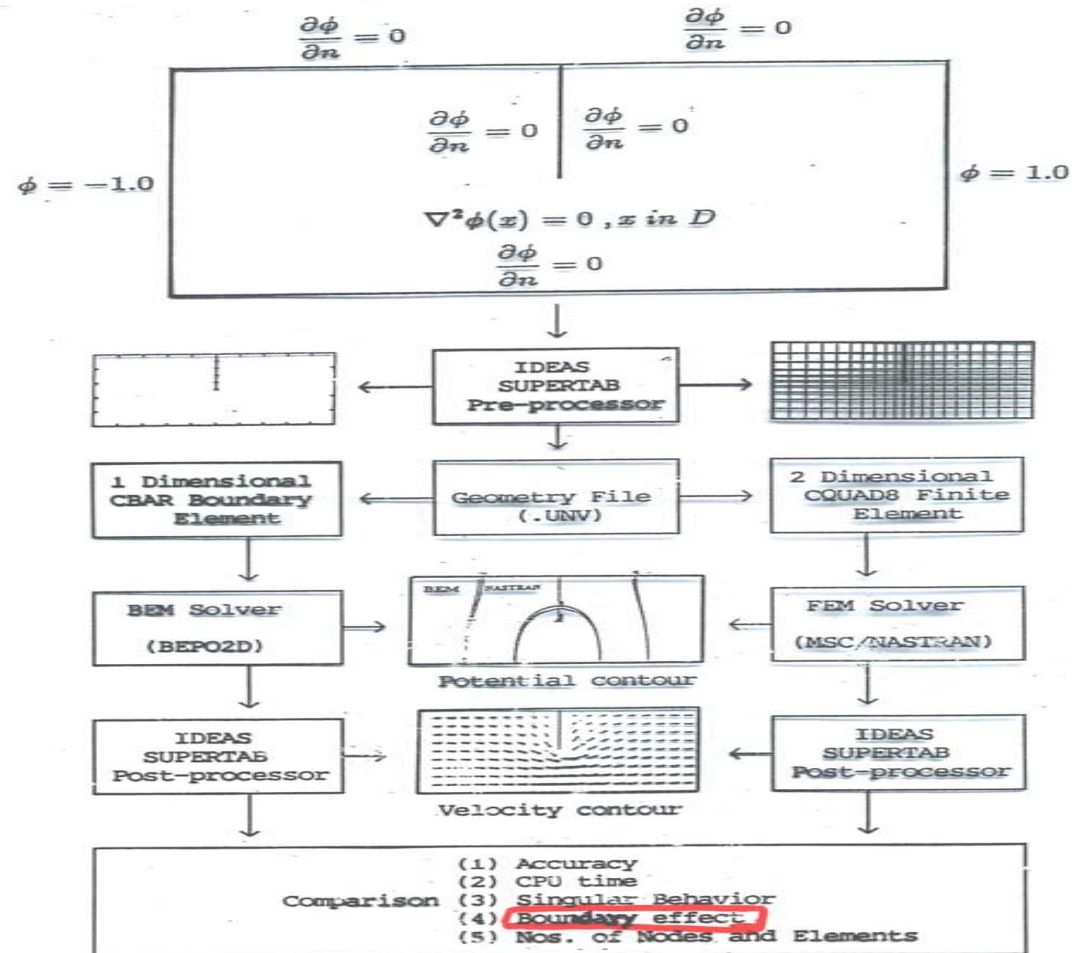 ∂φ/∂n = 0
∂φ/∂n = 0
∂φ/∂n = 0
∂φ/∂n = 0
φ = −1.0
φ = 1.0
∇²φ(x) = 0 , x in D
∂φ/∂n = 0
IDEAS
SUPERTAB
Pre-processor
1 Dimensional
CBAR Boundary
Element
Geometry File
(.UNV)
2 Dimensional
CQUAD8 Finite
Element
BEM Solver
(BEPO2D)
BEM NASTRAN
Potential contour
FEM Solver
(MSC/NASTRAN)
IDEAS
SUPERTAB
Post-processor
Velocity contour
IDEAS
SUPERTAB
Post-processor
(1) Accuracy
(2) CPU time
Comparison (3) Singular Behavior
(4) Boundary effect
(5) Nos. of Nodes and Elements